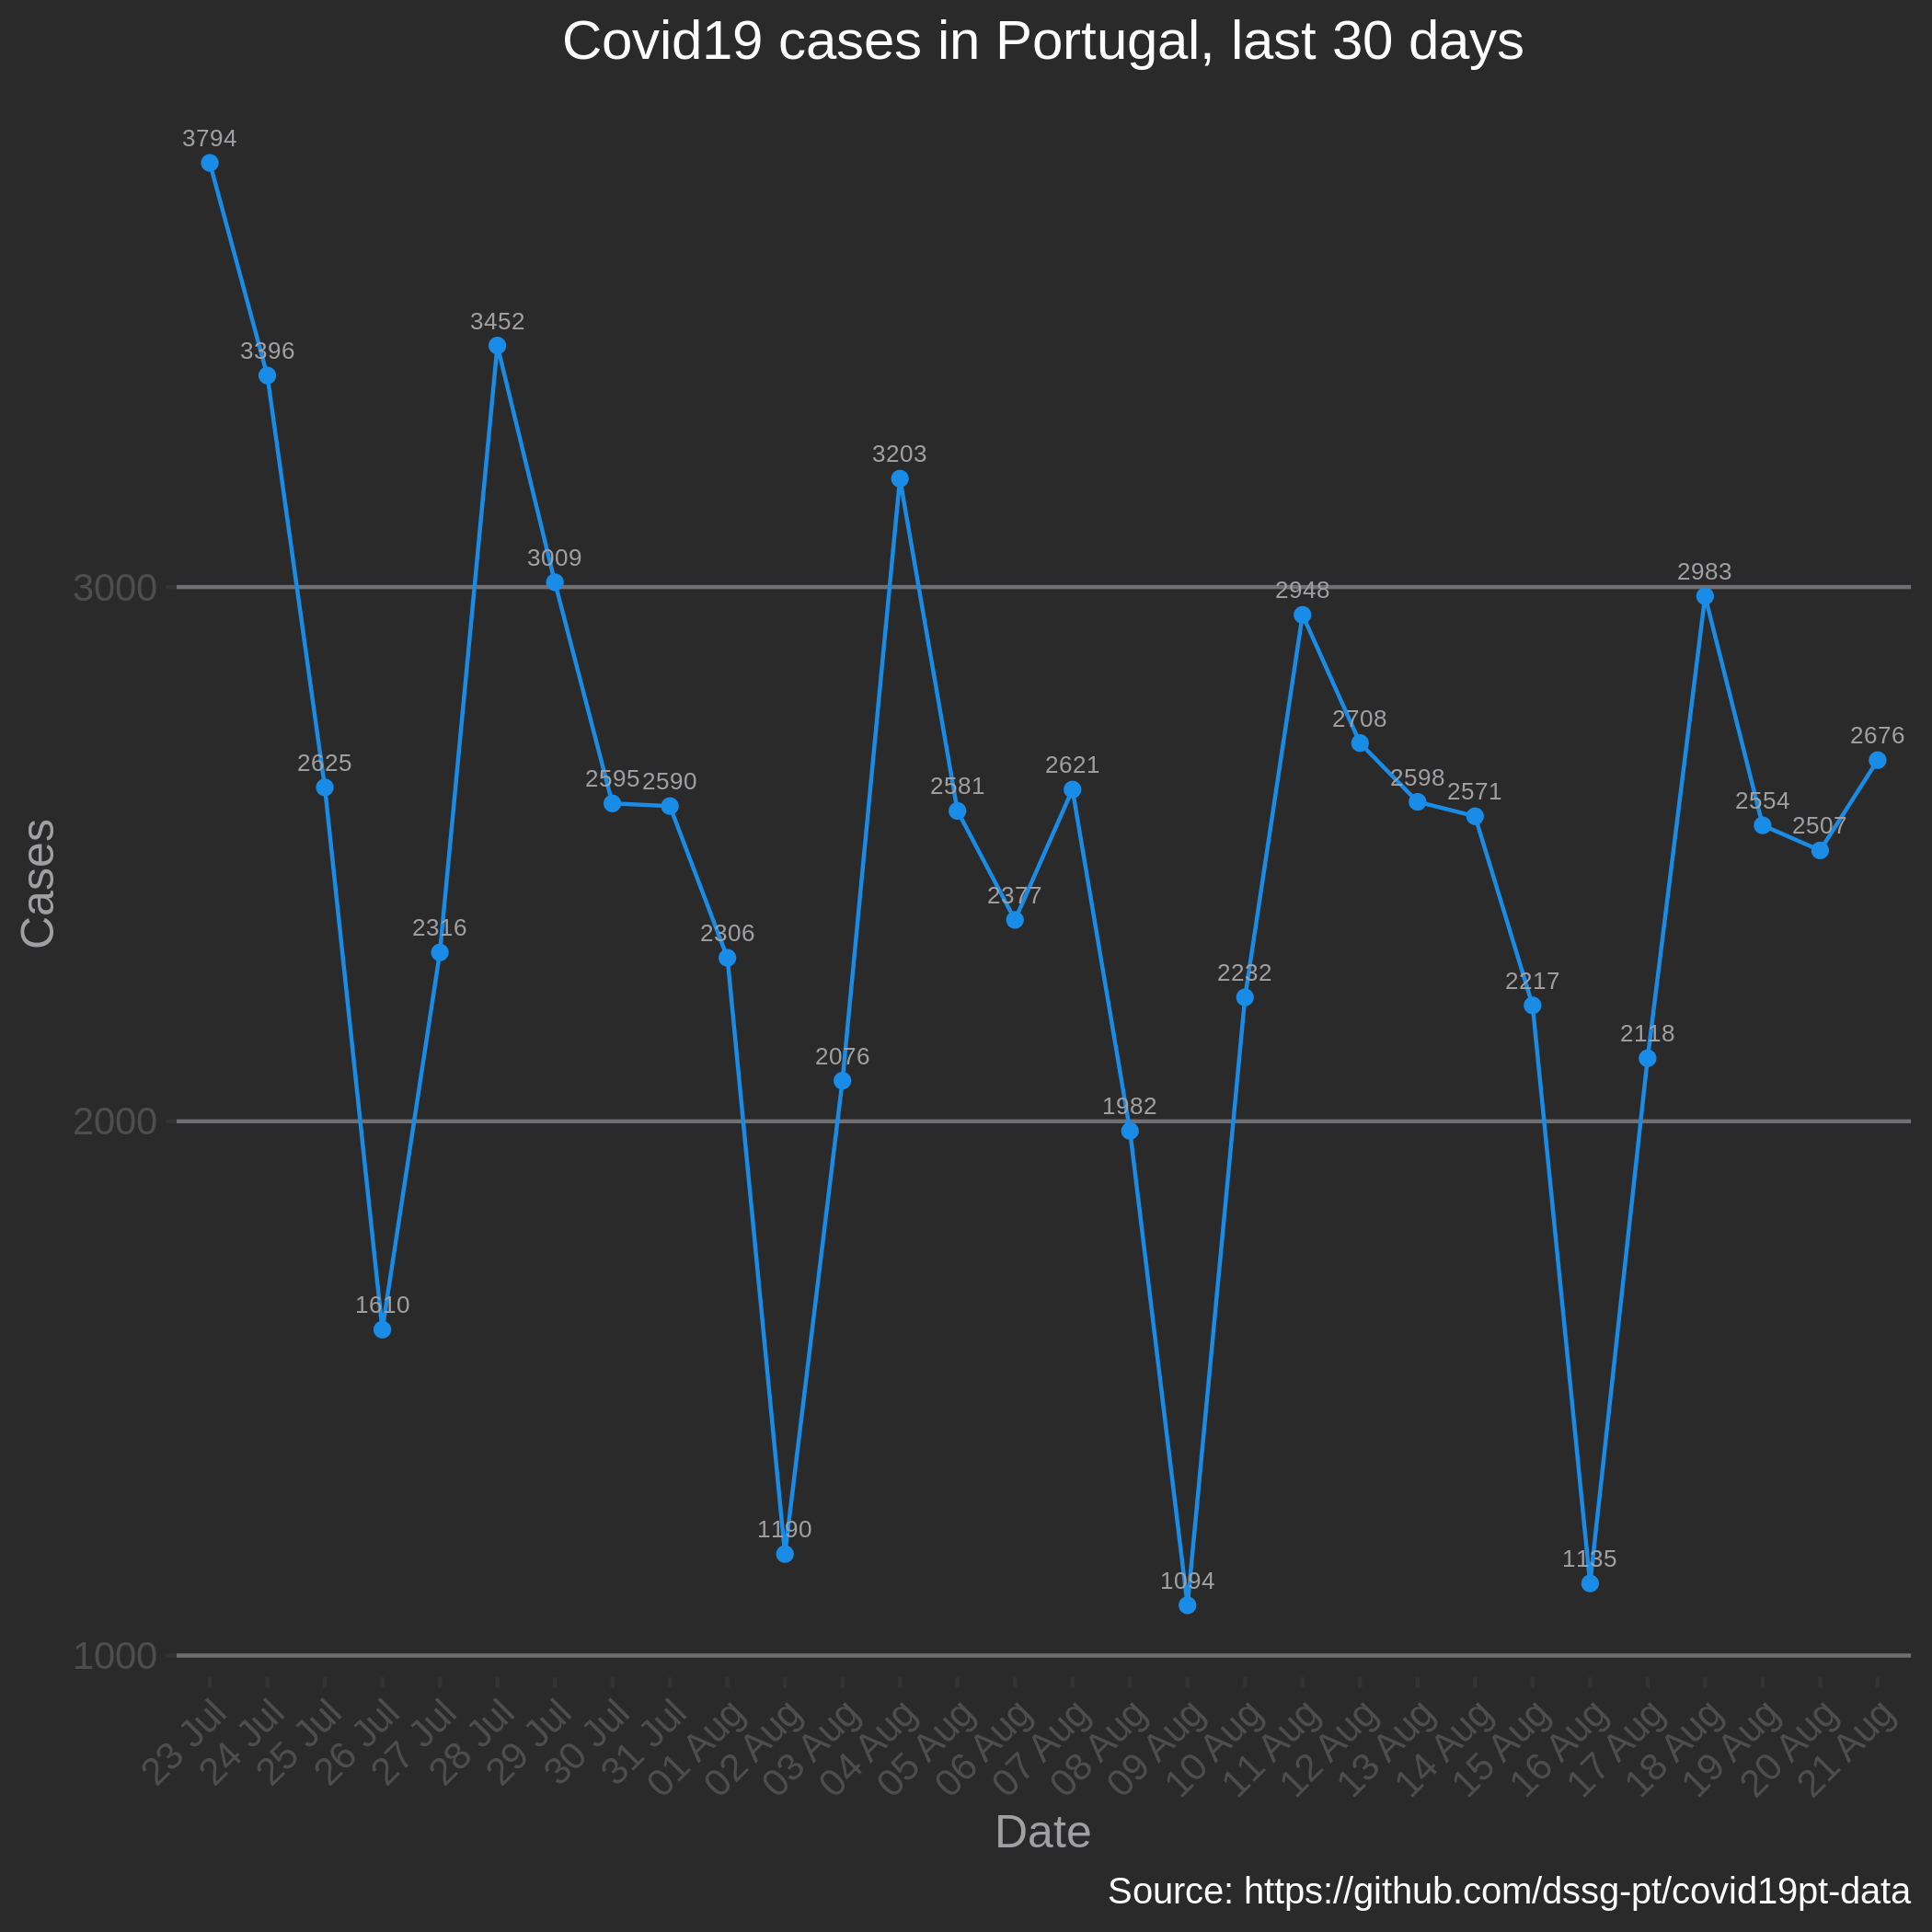 Covid19 cases in Portugal, last 30 days
3794
3396
2625
1610
2316
3452
3009
2595
2590
2306
1190
2076
3203
2581
2377
2621
1982
1094
2232
2948
2708
2598
2571
2217
1135
2118
2983
2554
2507
2676
Cases
3000
2000
1000
23 Jul
24 Jul
25 Jul
26 Jul
27 Jul
28 Jul
29 Jul
30 Jul
31 Jul
01 Aug
02 Aug
03 Aug
04 Aug
05 Aug
06 Aug
07 Aug
08 Aug
09 Aug
10 Aug
11 Aug
12 Aug
13 Aug
14 Aug
15 Aug
16 Aug
17 Aug
18 Aug
19 Aug
20 Aug
21 Aug
Date
Source: https://github.com/dssg-pt/covid19pt-data